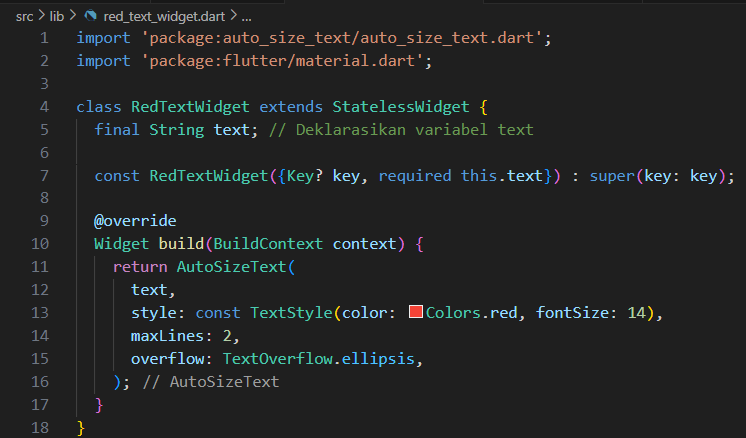 src > lib > red_text_widget.dart > ...
1 import 'package:auto_size_text/auto_size_text.dart';
2 import 'package:flutter/material.dart';
3
4 class RedTextWidget extends StatelessWidget {
5   final String text; // Deklarasikan variabel text
6
7   const RedTextWidget({Key? key, required this.text}) : super(key: key);
8
9   @override
10   Widget build(BuildContext context) {
11     return AutoSizeText(
12       text,
13       style: const TextStyle(color: Colors.red, fontSize: 14),
14       maxLines: 2,
15       overflow: TextOverflow.ellipsis,
16     ); // AutoSizeText
17   }
18 }